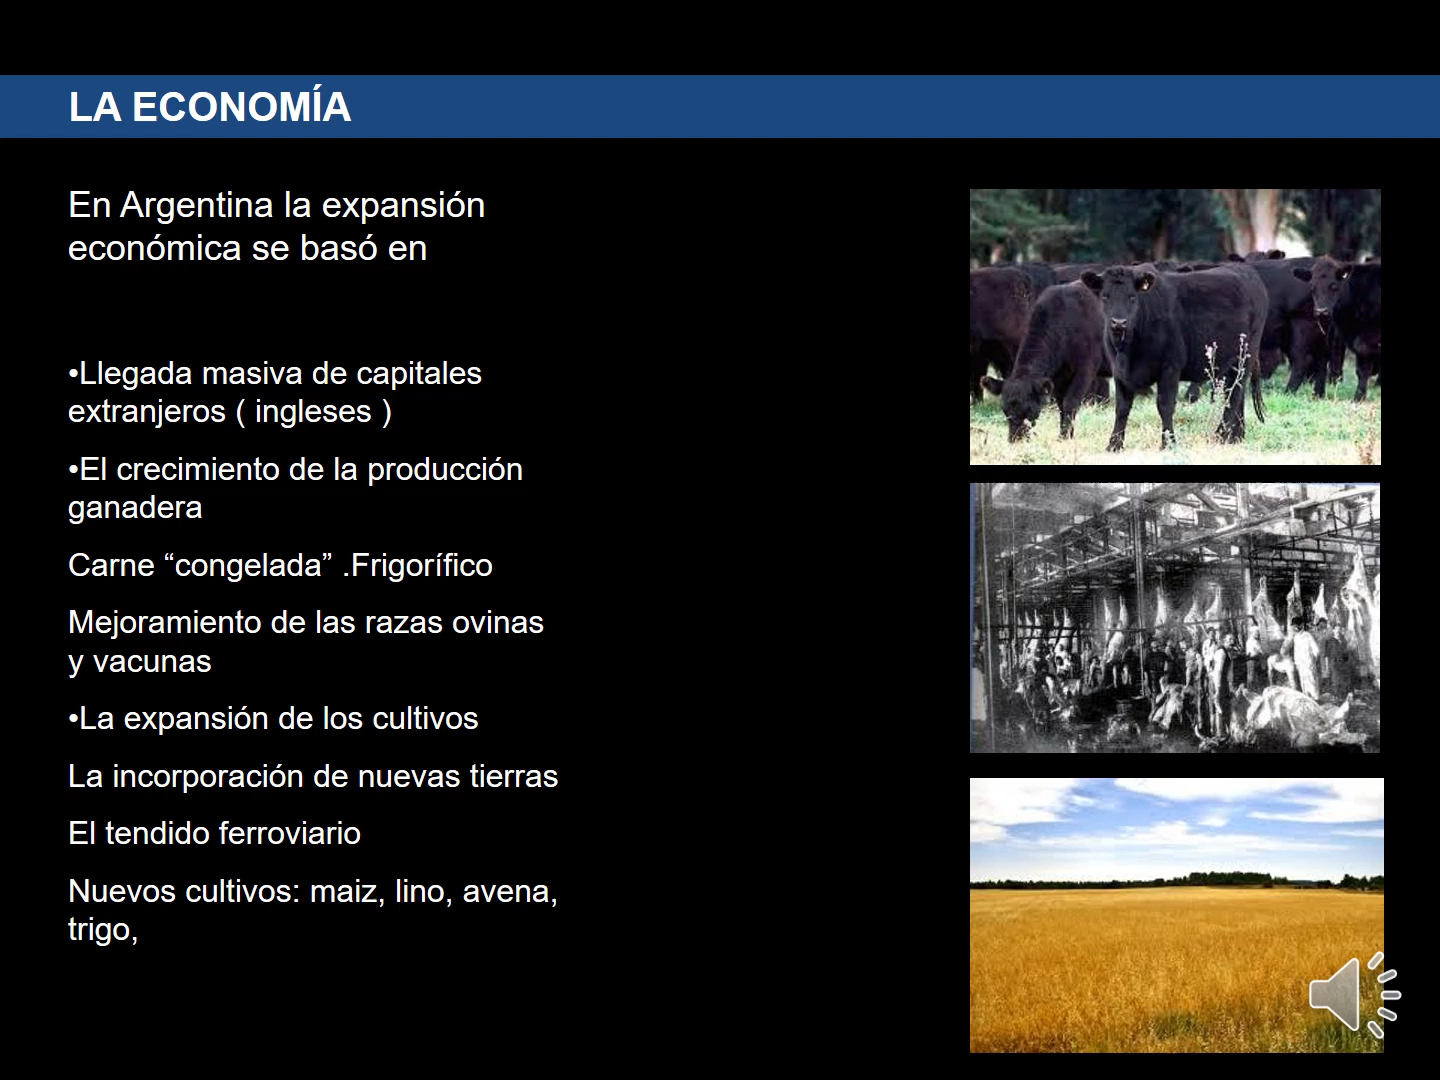 LA ECONOMÍA
En Argentina la expansión
económica se basó en
•Llegada masiva de capitales
extranjeros ( ingleses )
•El crecimiento de la producción
ganadera
Carne “congelada” .Frigorífico
Mejoramiento de las razas ovinas
y vacunas
•La expansión de los cultivos
La incorporación de nuevas tierras
El tendido ferroviario
Nuevos cultivos: maiz, lino, avena,
trigo,